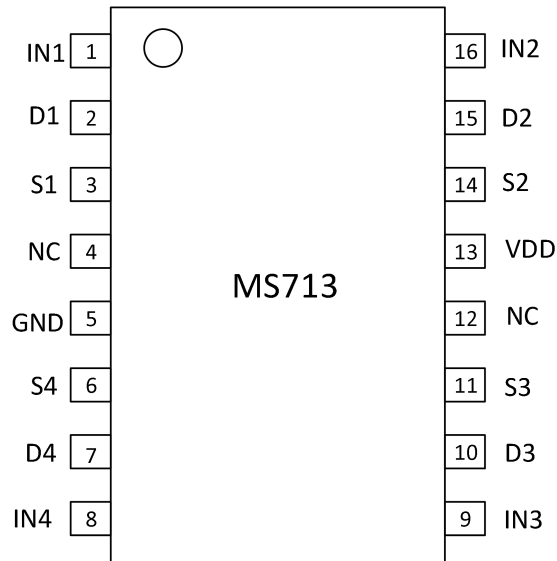 IN1 1 16 IN2
D1 2 15 D2
S1 3 14 S2
NC 4 13 VDD
MS713
GND 5 12 NC
S4 6 11 S3
D4 7 10 D3
IN4 8 9 IN3